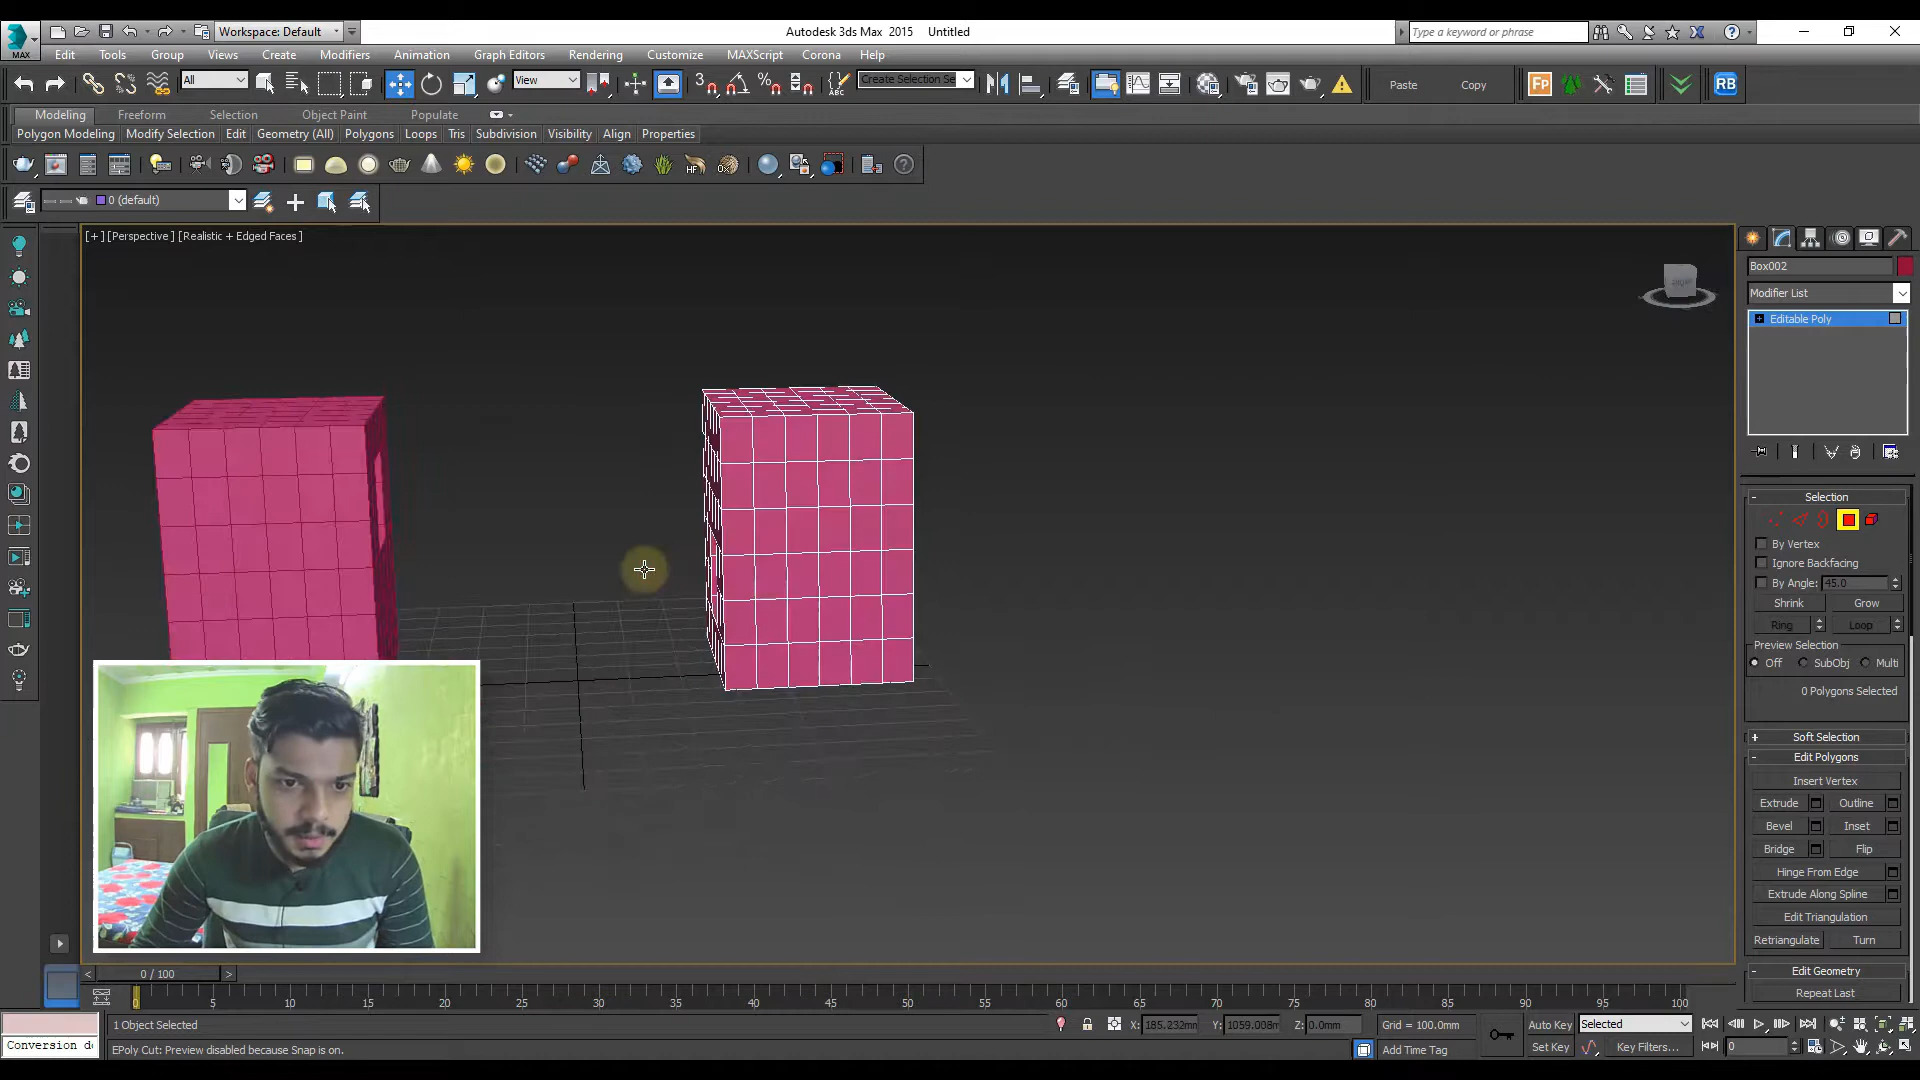 Workspace: Default
Autodesk 3ds Max 2015 Untitled
Type a keyword or phrase
MAX
Edit Tools Group Views Create Modifiers Animation Graph Editors Rendering Customize MAXScript Corona Help
All
View
3
Create Selection Se
Paste
Copy
Fp
RB
Modeling Freeform Selection Object Paint Populate
Polygon Modeling Modify Selection Edit Geometry (All) Polygons Loops Tris Subdivision Visibility Align Properties
HF
0 (default)
[+] [Perspective] [Realistic + Edged Faces]
Box002
Modifier List
Editable Poly
Selection
By Vertex
Ignore Backfacing
By Angle: 45.0
Shrink Grow
Ring Loop
Preview Selection
Off SubObj Multi
0 Polygons Selected
Soft Selection
Edit Polygons
Insert Vertex
Extrude Outline
Bevel Inset
Bridge Flip
Hinge From Edge
Extrude Along Spline
Edit Triangulation
Retriangulate Turn
Edit Geometry
Repeat Last
< 0 / 100 >
0 5 10 15 20 25 30 35 40 45 50 55 60 65 70 75 80 85 90 95 100
1 Object Selected
X: 185.232mm Y: 1059.008m Z: 0.0mm Grid = 100.0mm
Auto Key Selected
Conversion d
EPoly Cut: Preview disabled because Snap is on.
Add Time Tag
Set Key Key Filters...
0